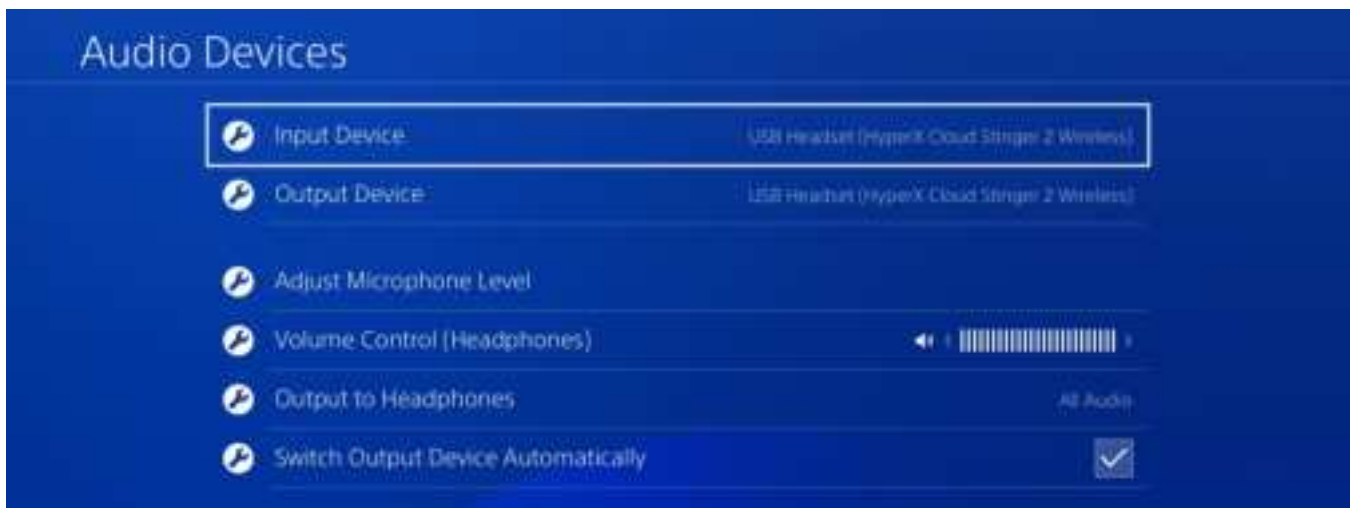 Audio Devices
Input Device USB Headset (HyperX Cloud Stinger 2 Wireless)
Output Device USB Headset (HyperX Cloud Stinger 2 Wireless)
Adjust Microphone Level
Volume Control (Headphones)
Output to Headphones All Audio
Switch Output Device Automatically